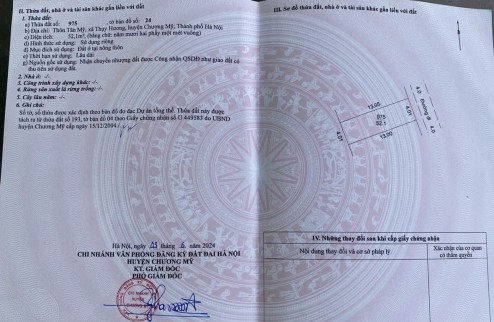 II. Thửa đất, nhà ở và tài sản khác gắn liền với đất
1. Thửa đất:
a) Thửa đất số: 975, tờ bản đồ số: 24
b) Địa chỉ: Thôn Tân Mỹ, xã Thụy Hương, huyện Chương Mỹ, Thành phố Hà Nội
c) Diện tích: 52,1m², (bằng chữ: năm mươi hai phẩy một mét vuông)
d) Hình thức sử dụng: Sử dụng riêng
đ) Mục đích sử dụng: Đất ở tại nông thôn
e) Thời hạn sử dụng: Lâu dài
g) Nguồn gốc sử dụng: Nhận chuyển nhượng đất được Công nhận QSDĐ như giao đất có
thu tiền sử dụng đất.
2. Nhà ở: -/-.
3. Công trình xây dựng khác: -/-.
4. Rừng sản xuất là rừng trồng: -/-.
5. Cây lâu năm: -/-.
6. Ghi chú:
Số tờ, số thửa được xác định theo bản đồ đo đạc Dự án tổng thể. Thửa đất này được
tách ra từ thửa đất số 193, tờ bản đồ 04 theo Giấy chứng nhận số U 449583 do UBND
huyện Chương Mỹ cấp ngày 15/12/2004
Hà Nội, ngày 03 tháng 6 năm 2024
CHI NHÁNH VĂN PHÒNG ĐĂNG KÝ ĐẤT ĐAI HÀ NỘI
HUYỆN CHƯƠNG MỸ
KT. GIÁM ĐỐC
PHÓ GIÁM ĐỐC
III. Sơ đồ thửa đất, nhà ở và tài sản khác gắn liền với đất
13.05
4.01
975
52.1
4.01
13.00
Đường đi
IV. Những thay đổi sau khi cấp giấy chứng nhận
Nội dung thay đổi và cơ sở pháp lý
Xác nhận của cơ quan
có thẩm quyền